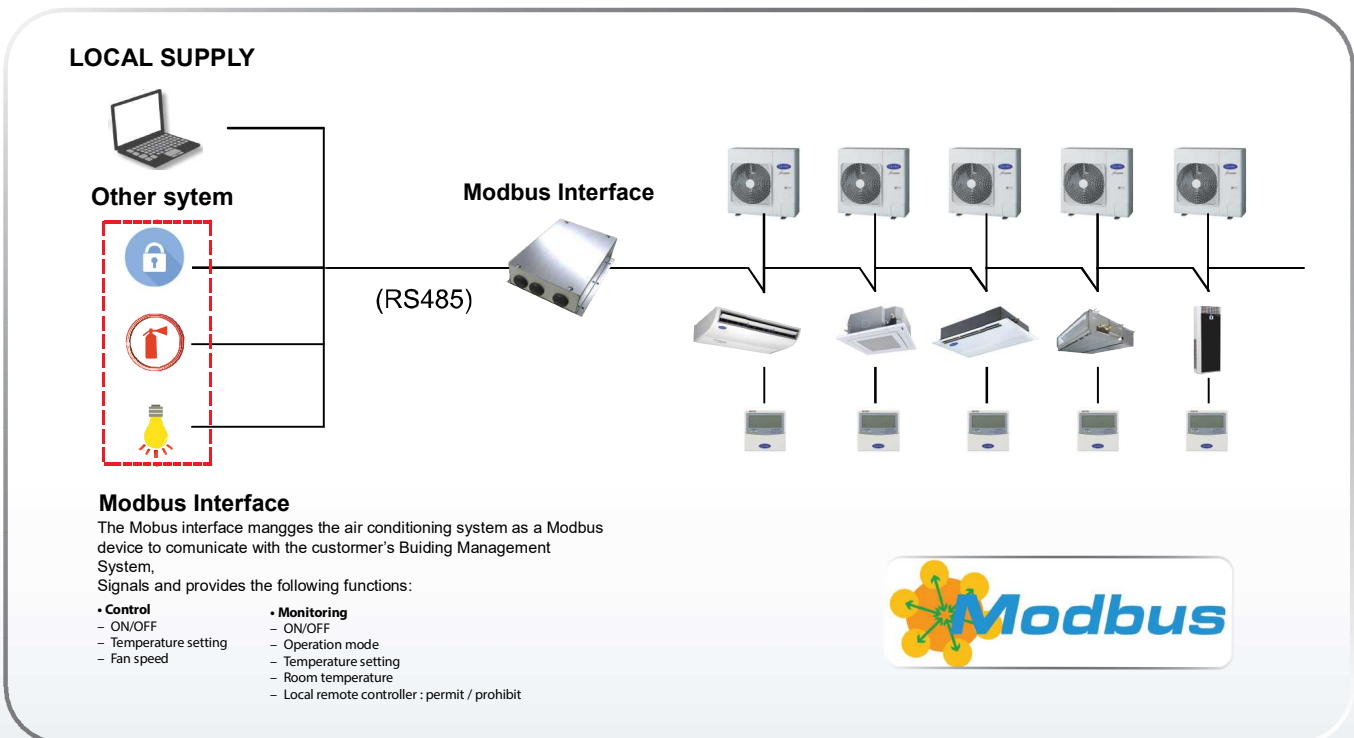 LOCAL SUPPLY
Other sytem
Modbus Interface
(RS485)
Modbus Interface
The Mobus interface mangges the air conditioning system as a Modbus
device to comunicate with the custormer’s Buiding Management
System,
Signals and provides the following functions:
• Control
– ON/OFF
– Temperature setting
– Fan speed
• Monitoring
– ON/OFF
– Operation mode
– Temperature setting
– Room temperature
– Local remote controller : permit / prohibit
Modbus